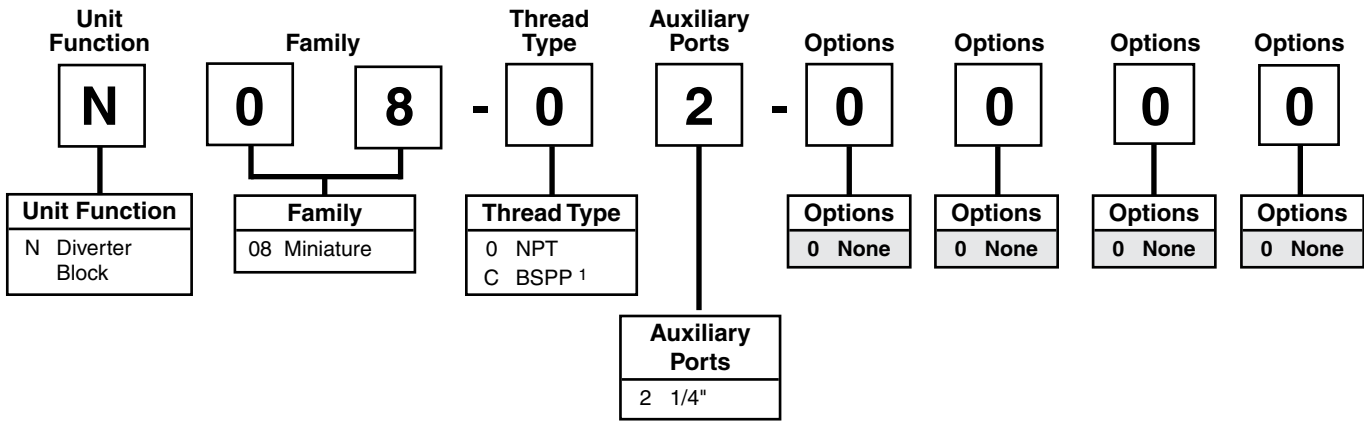 Unit Function
Family
Thread Type
Auxiliary Ports
Options
Options
Options
Options
N 0 8 - 0 2 - 0 0 0 0
Unit Function
N Diverter
Block
Family
08 Miniature
Thread Type
0 NPT
C BSPP 1
Options
0 None
Options
0 None
Options
0 None
Options
0 None
Auxiliary
Ports
2 1/4"